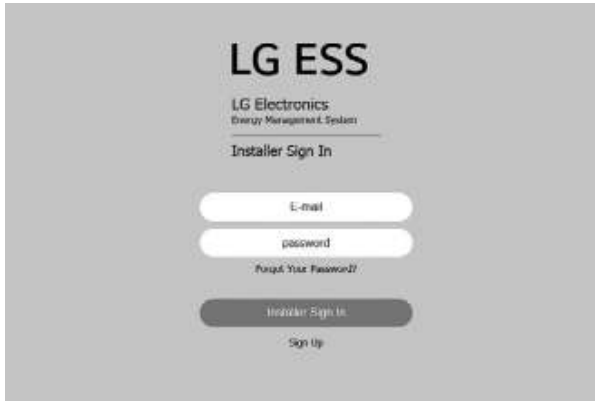 LG ESS
LG Electronics
Energy Management System
Installer Sign In
E-mail
password
Forgot Your Password?
Installer Sign In
Sign Up